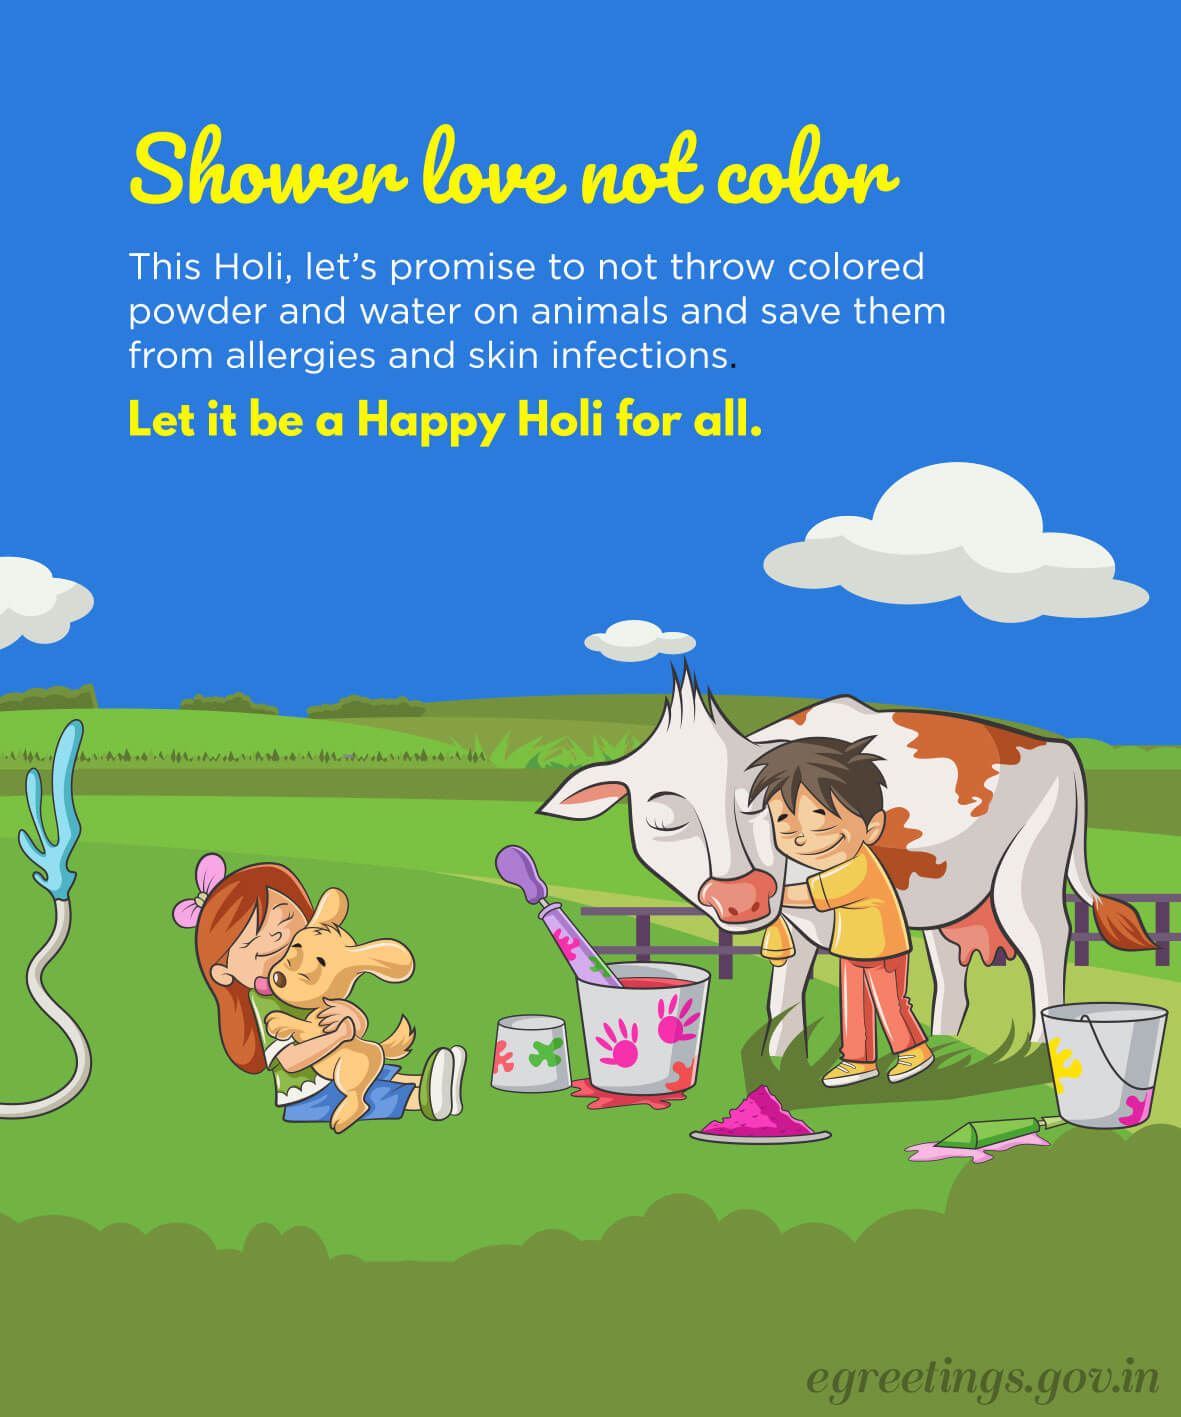 Shower love not color
This Holi, let’s promise to not throw colored
powder and water on animals and save them
from allergies and skin infections.
Let it be a Happy Holi for all.
egreetings.gov.in